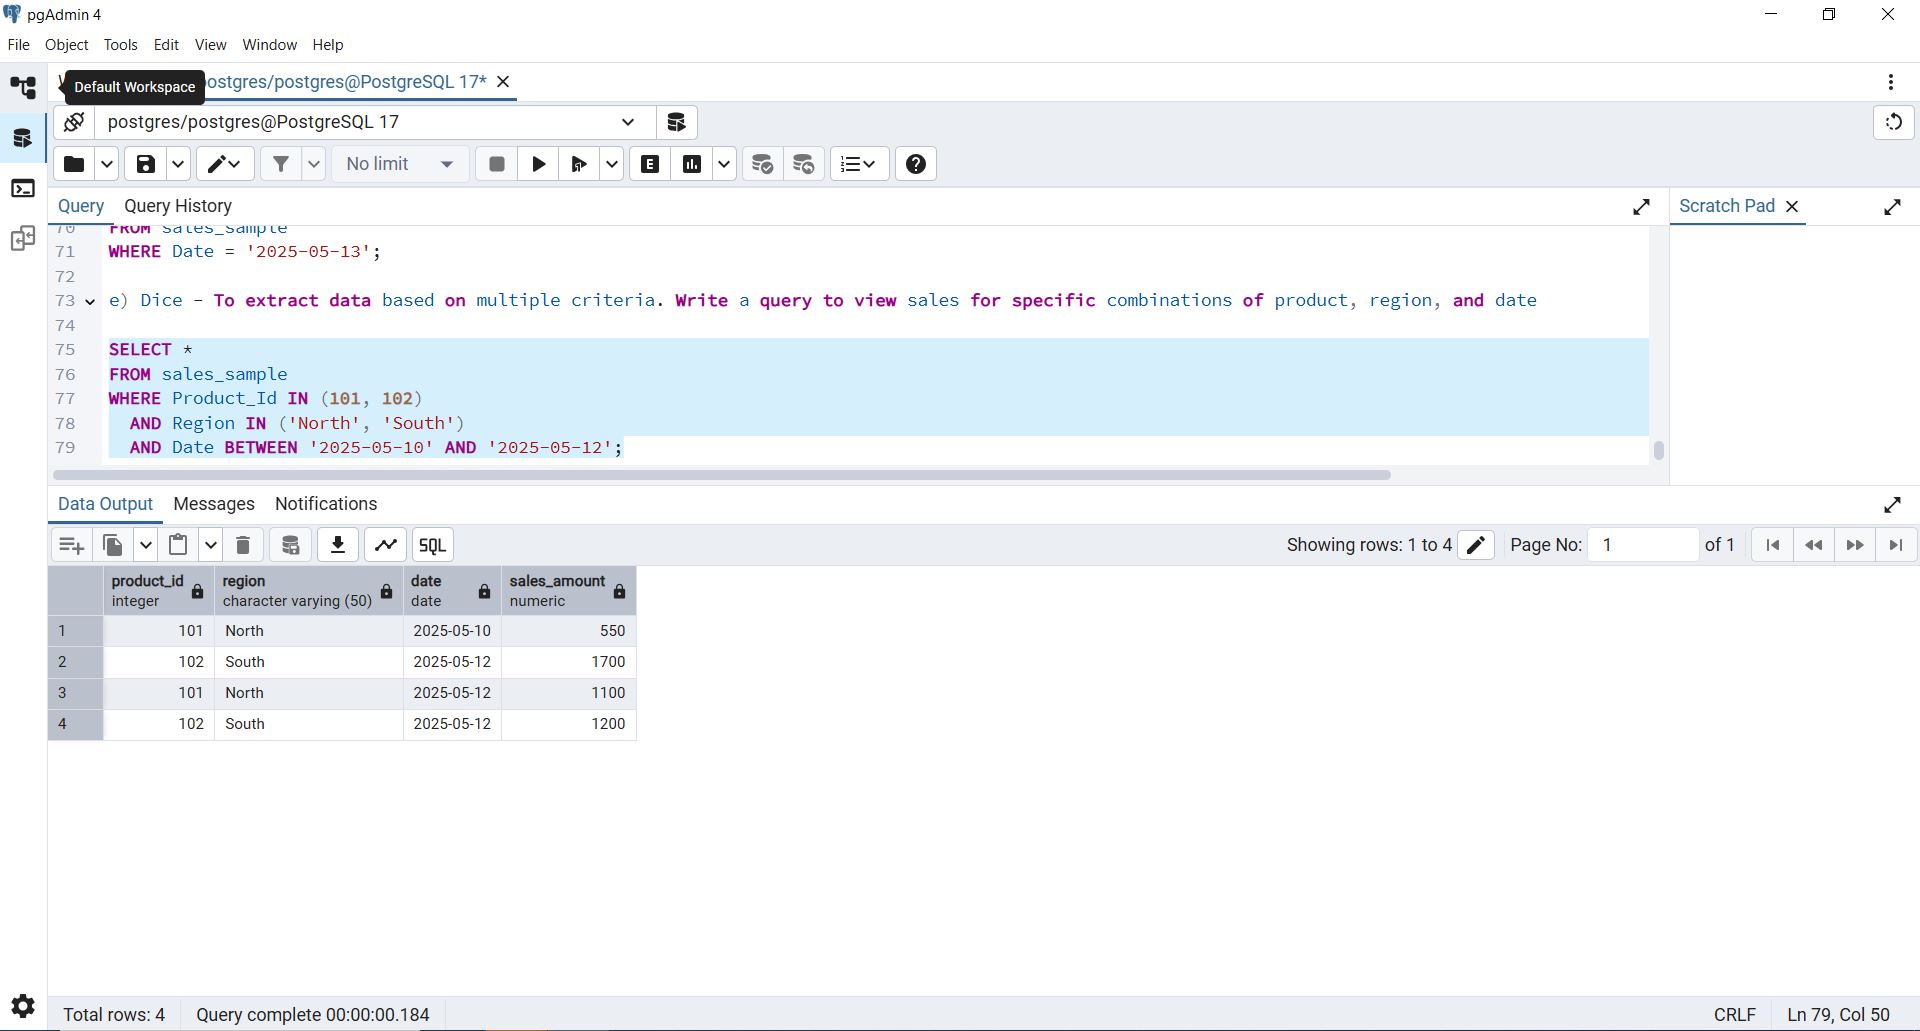 pgAdmin 4
File Object Tools Edit View Window Help
Default Workspace
ostgres/postgres@PostgreSQL 17*
postgres/postgres@PostgreSQL 17
No limit
E
Query Query History
Scratch Pad
70 FROM sales_sample
71 WHERE Date = '2025-05-13';
72
73 e) Dice - To extract data based on multiple criteria. Write a query to view sales for specific combinations of product, region, and date
74
75 SELECT *
76 FROM sales_sample
77 WHERE Product_Id IN (101, 102)
78 AND Region IN ('North', 'South')
79 AND Date BETWEEN '2025-05-10' AND '2025-05-12';
Data Output Messages Notifications
SQL
Showing rows: 1 to 4
Page No: 1 of 1
product_id region date sales_amount
integer character varying (50) date numeric
1 101 North 2025-05-10 550
2 102 South 2025-05-12 1700
3 101 North 2025-05-12 1100
4 102 South 2025-05-12 1200
Total rows: 4 Query complete 00:00:00.184 CRLF Ln 79, Col 50